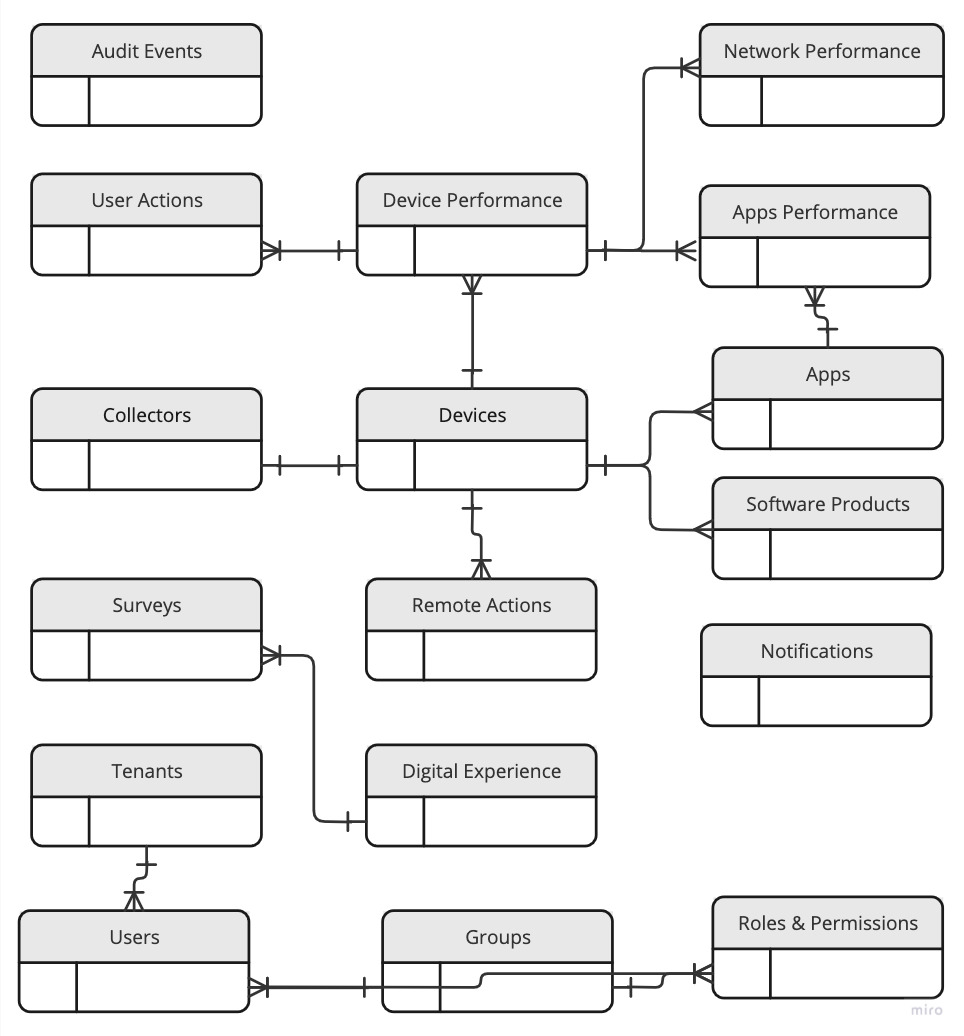 Audit Events
Network Performance
User Actions
Device Performance
Apps Performance
Apps
Collectors
Devices
Software Products
Surveys
Remote Actions
Notifications
Tenants
Digital Experience
Users
Groups
Roles & Permissions
miro